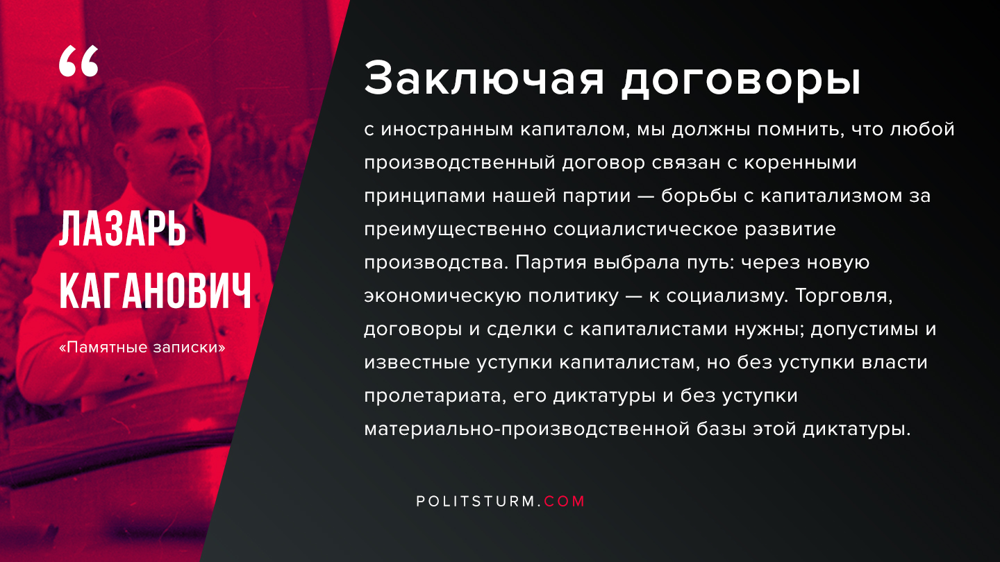 “
ЛАЗАРЬ
КАГАНОВИЧ
«Памятные записки»
Заключая договоры
с иностранным капиталом, мы должны помнить, что любой
производственный договор связан с коренными
принципами нашей партии — борьбы с капитализмом за
преимущественно социалистическое развитие
производства. Партия выбрала путь: через новую
экономическую политику — к социализму. Торговля,
договоры и сделки с капиталистами нужны; допустимы и
известные уступки капиталистам, но без уступки власти
пролетариата, его диктатуры и без уступки
материально-производственной базы этой диктатуры.
POLITSTURM.COM